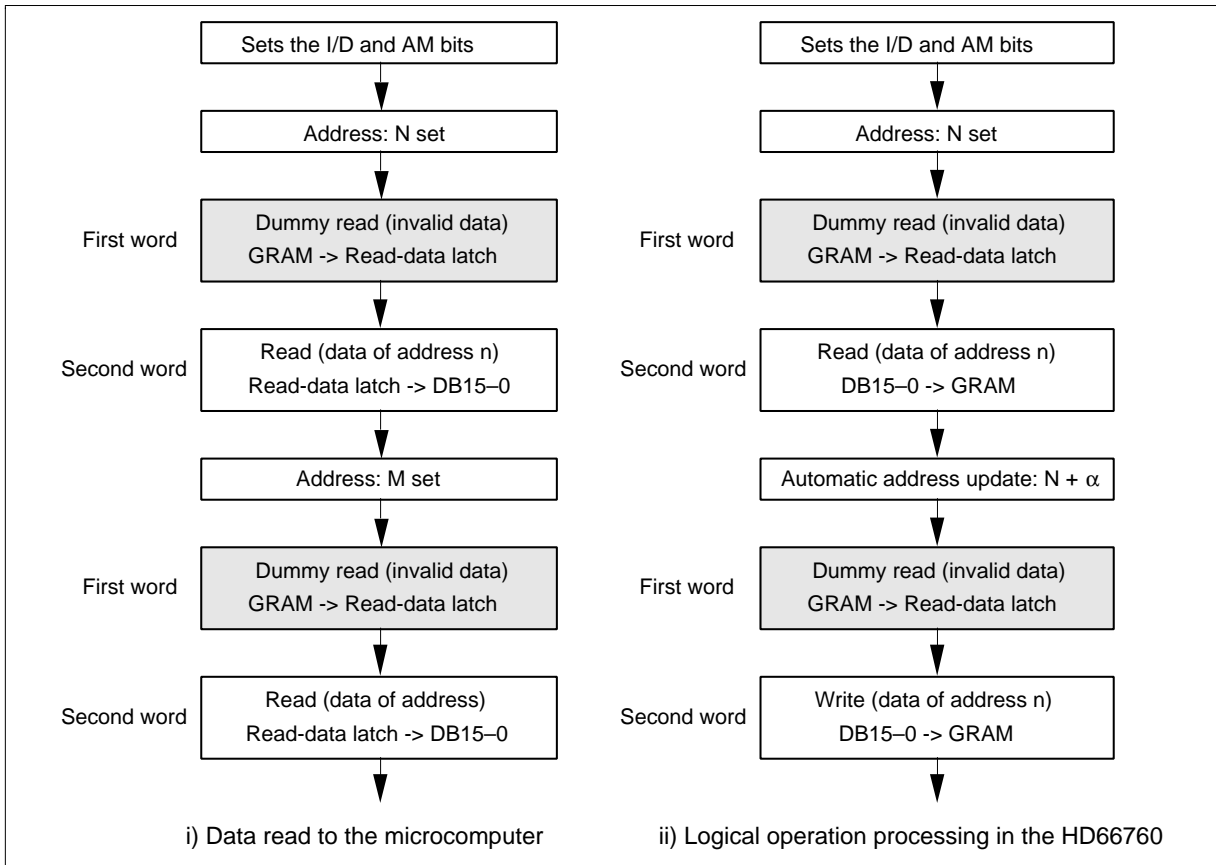 Sets the I/D and AM bits
Address: N set
First word
Dummy read (invalid data)
GRAM -> Read-data latch
Second word
Read (data of address n)
Read-data latch -> DB15–0
Address: M set
First word
Dummy read (invalid data)
GRAM -> Read-data latch
Second word
Read (data of address)
Read-data latch -> DB15–0
i) Data read to the microcomputer
Sets the I/D and AM bits
Address: N set
First word
Dummy read (invalid data)
GRAM -> Read-data latch
Second word
Read (data of address n)
DB15–0 -> GRAM
Automatic address update: N + α
First word
Dummy read (invalid data)
GRAM -> Read-data latch
Second word
Write (data of address n)
DB15–0 -> GRAM
ii) Logical operation processing in the HD66760